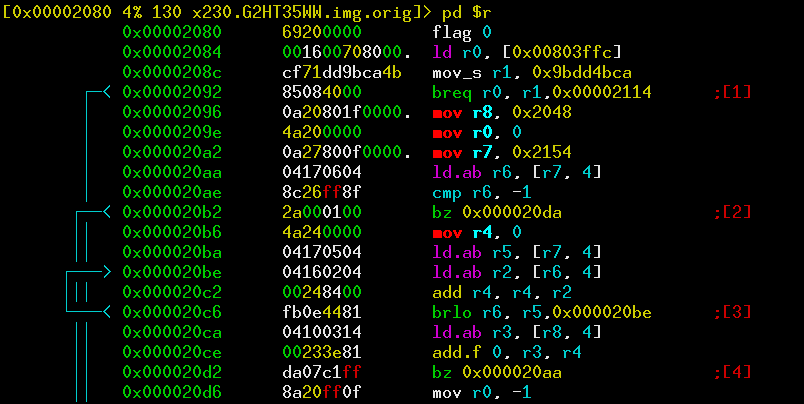 [0x00002080 4% 130 x230.G2HT35WW.img.orig]> pd $r
0x00002080 69200000 flag 0
0x00002084 001600708000. ld r0, [0x00803ffc]
0x0000208c cf71dd9bca4b mov_s r1, 0x9bdd4bca
0x00002092 85084000 breq r0, r1,0x00002114 ;[1]
0x00002096 0a20801f0000. mov r8, 0x2048
0x0000209e 4a200000 mov r0, 0
0x000020a2 0a27800f0000. mov r7, 0x2154
0x000020aa 04170604 ld.ab r6, [r7, 4]
0x000020ae 8c26ff8f cmp r6, -1
0x000020b2 2a000100 bz 0x000020da ;[2]
0x000020b6 4a240000 mov r4, 0
0x000020ba 04170504 ld.ab r5, [r7, 4]
0x000020be 04160204 ld.ab r2, [r6, 4]
0x000020c2 00248400 add r4, r4, r2
0x000020c6 fb0e4481 brlo r6, r5,0x000020be ;[3]
0x000020ca 04100314 ld.ab r3, [r8, 4]
0x000020ce 00233e81 add.f 0, r3, r4
0x000020d2 da07c1ff bz 0x000020aa ;[4]
0x000020d6 8a20ff0f mov r0, -1